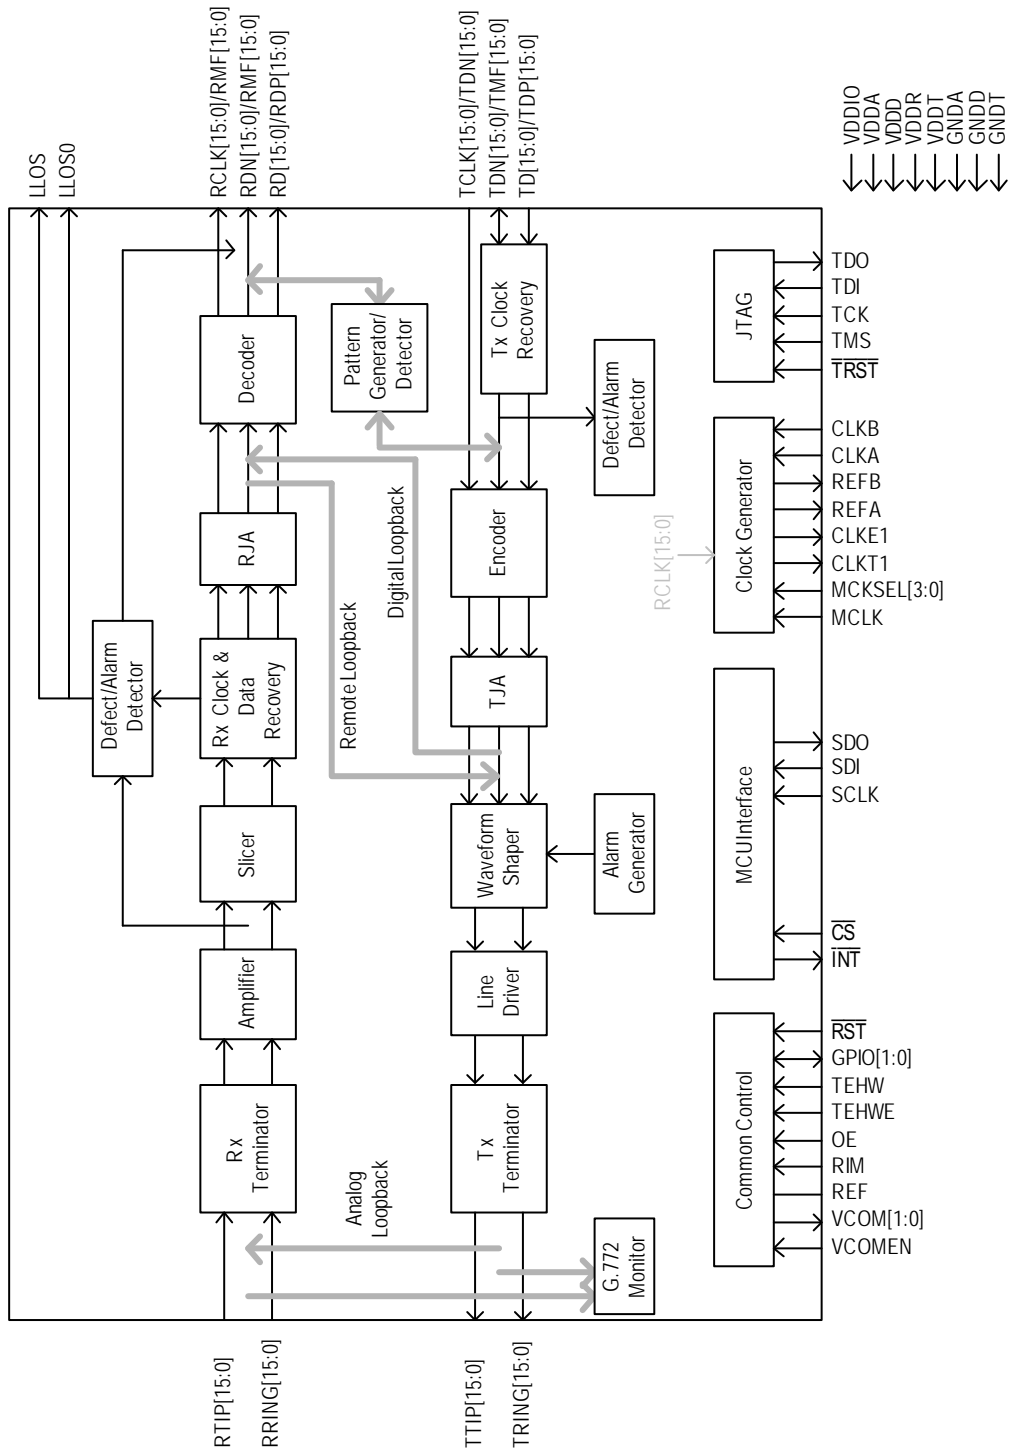 LLOS
LLOS0
RCLK[15:0]/RMF[15:0]
RDN[15:0]/RMF[15:0]
RD[15:0]/RDP[15:0]
TCLK[15:0]/TDN[15:0]
TDN[15:0]/TMF[15:0]
TD[15:0]/TDP[15:0]
VDDIO
VDDA
VDDD
VDDR
VDDT
GNDA
GNDD
GNDT
Decoder
Pattern
Generator/
Detector
Tx Clock
Recovery
Defect/Alarm
Detector
JTAG
TDO
TDI
TCK
TMS
TRST
RJA
Digital Loopback
Encoder
RCLK[15:0]
Clock Generator
CLKB
CLKA
REFB
REFA
CLKE1
CLKT1
MCKSEL[3:0]
MCLK
Defect/Alarm
Detector
Rx Clock &
Data
Recovery
Remote Loopback
TJA
Slicer
Waveform
Shaper
Alarm
Generator
MCU Interface
SDO
SDI
SCLK
CS
INT
Amplifier
Line
Driver
Rx
Terminator
Analog
Loopback
Tx
Terminator
G.772
Monitor
Common Control
RST
GPIO[1:0]
TEHW
TEHWE
OE
RIM
REF
VCOM[1:0]
VCOMEN
RTIP[15:0]
RRING[15:0]
TTIP[15:0]
TRING[15:0]